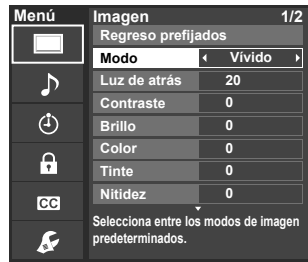 Menú
Imagen 1/2
Regreso prefijados
Modo Vívido
Luz de atrás 20
Contraste 0
Brillo 0
Color 0
Tinte 0
Nitidez 0
CC
Selecciona entre los modos de imagen
predeterminados.